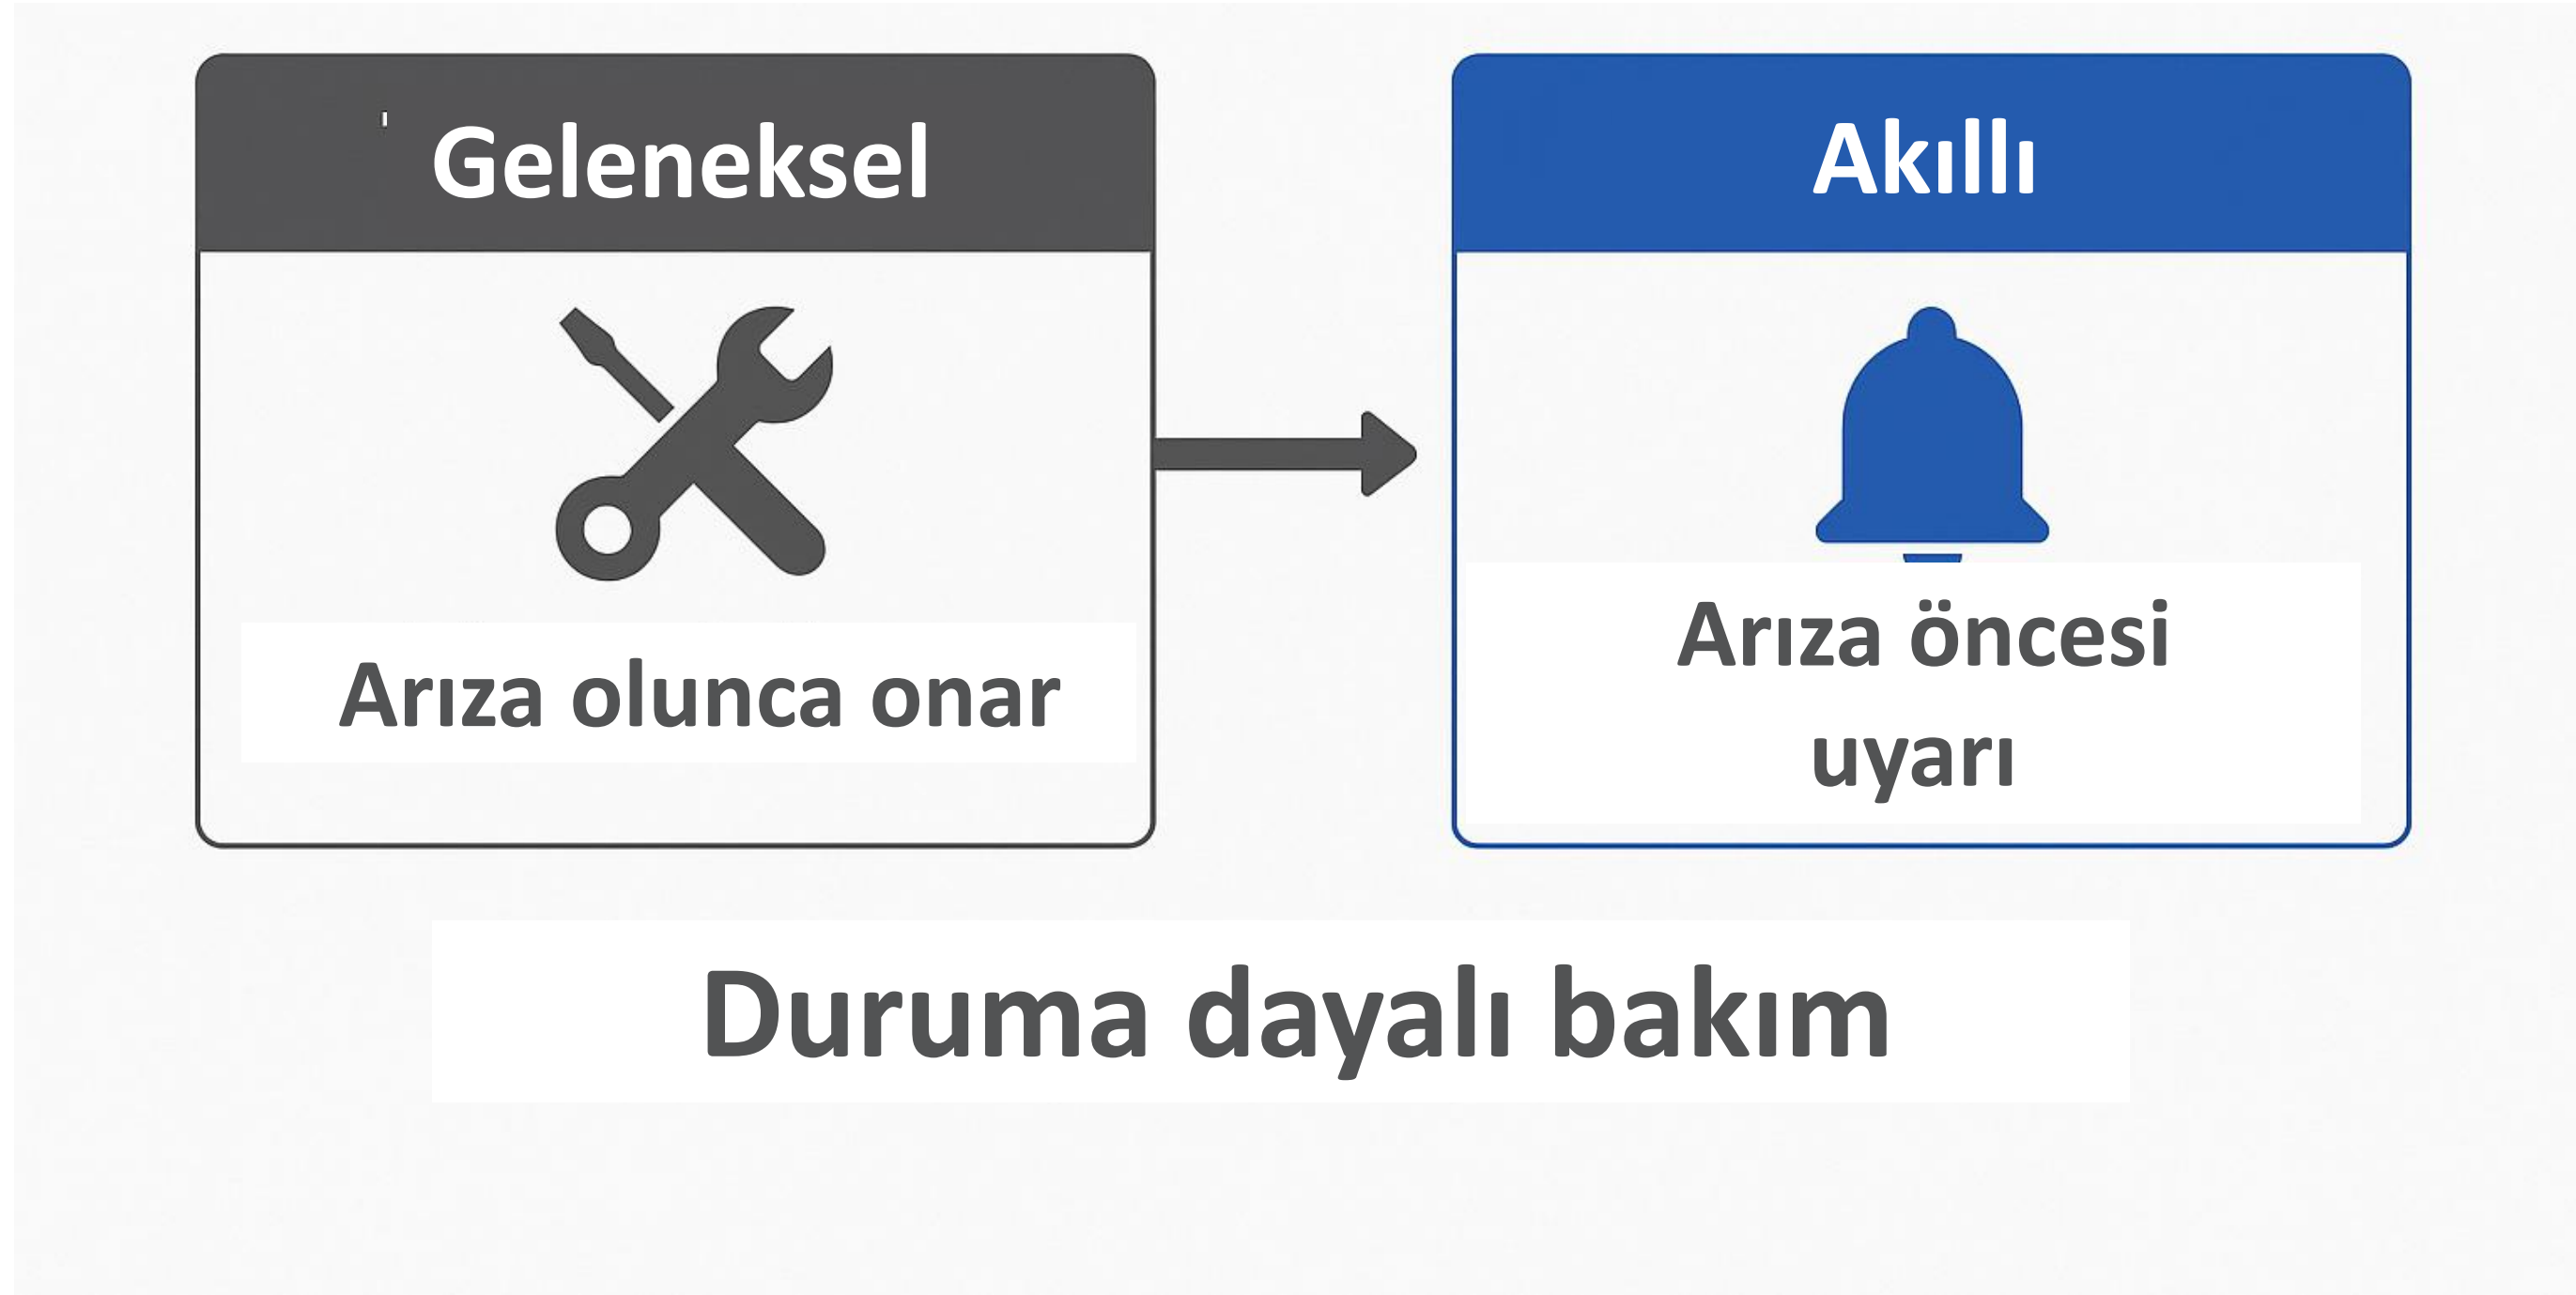 Geleneksel
Akıllı
Arıza olunca onar
Arıza öncesi
uyarı
Duruma dayalı bakım